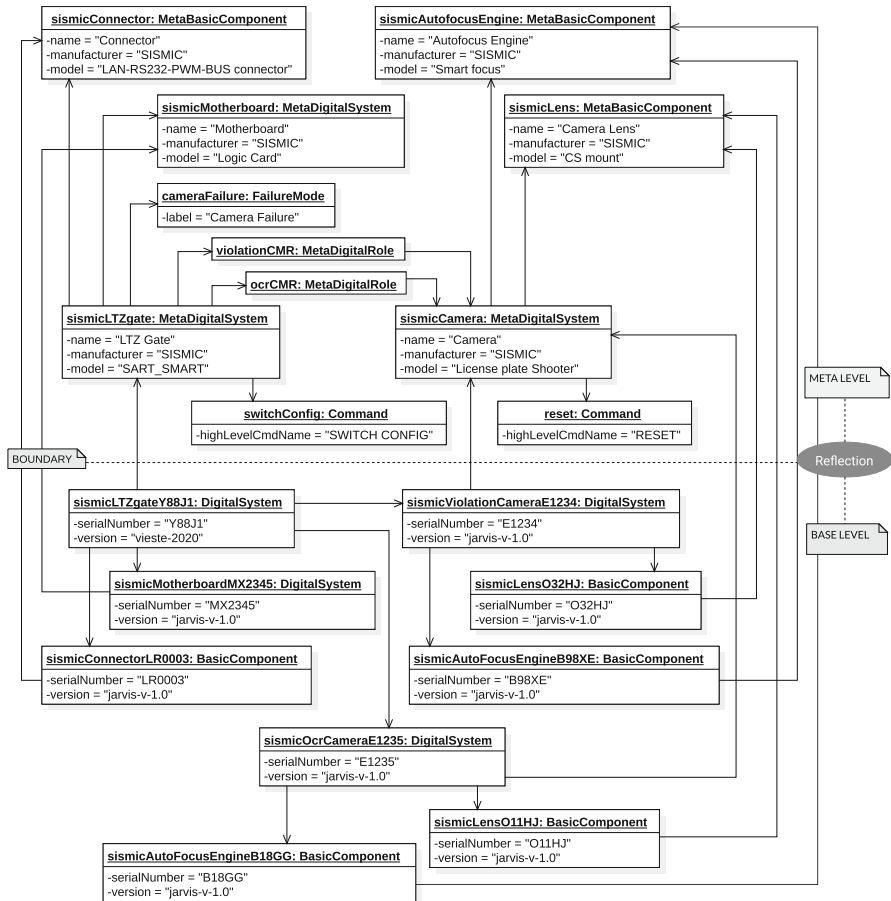 sismicConnector: MetaBasicComponent
-name = "Connector"
-manufacturer = "SISMIC"
-model = "LAN-RS232-PWM-BUS connector"
sismicAutofocusEngine: MetaBasicComponent
-name = "Autofocus Engine"
-manufacturer = "SISMIC"
-model = "Smart focus"
sismicMotherboard: MetaDigitalSystem
-name = "Motherboard"
-manufacturer = "SISMIC"
-model = "Logic Card"
sismicLens: MetaBasicComponent
-name = "Camera Lens"
-manufacturer = "SISMIC"
-model = "CS mount"
cameraFailure: FailureMode
-label = "Camera Failure"
violationCMR: MetaDigitalRole
ocrCMR: MetaDigitalRole
sismicLTZgate: MetaDigitalSystem
-name = "LTZ Gate"
-manufacturer = "SISMIC"
-model = "SART_SMART"
sismicCamera: MetaDigitalSystem
-name = "Camera"
-manufacturer = "SISMIC"
-model = "License plate Shooter"
META LEVEL
switchConfig: Command
-highLevelCmdName = "SWITCH CONFIG"
reset: Command
-highLevelCmdName = "RESET"
BOUNDARY
Reflection
sismicLTZgateY88J1: DigitalSystem
-serialNumber = "Y88J1"
-version = "vieste-2020"
sismicViolationCameraE1234: DigitalSystem
-serialNumber = "E1234"
-version = "jarvis-v-1.0"
BASE LEVEL
sismicMotherboardMX2345: DigitalSystem
-serialNumber = "MX2345"
-version = "jarvis-v-1.0"
sismicLensO32HJ: BasicComponent
-serialNumber = "O32HJ"
-version = "jarvis-v-1.0"
sismicConnectorLR0003: BasicComponent
-serialNumber = "LR0003"
-version = "jarvis-v-1.0"
sismicAutoFocusEngineB98XE: BasicComponent
-serialNumber = "B98XE"
-version = "jarvis-v-1.0"
sismicOcrCameraE1235: DigitalSystem
-serialNumber = "E1235"
-version = "jarvis-v-1.0"
sismicLensO11HJ: BasicComponent
-serialNumber = "O11HJ"
-version = "jarvis-v-1.0"
sismicAutoFocusEngineB18GG: BasicComponent
-serialNumber = "B18GG"
-version = "jarvis-v-1.0"